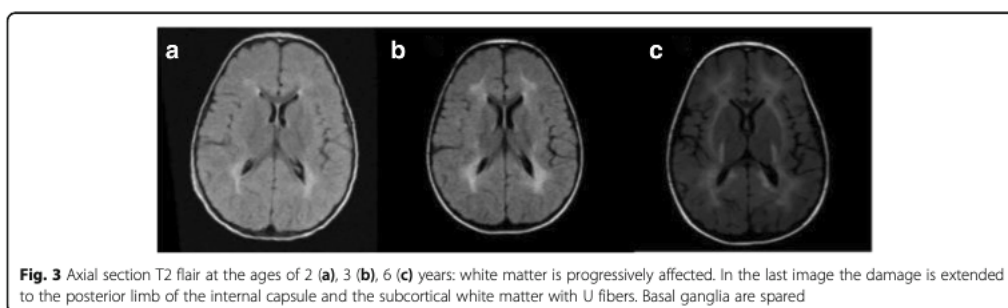 a b c
Fig. 3 Axial section T2 flair at the ages of 2 (a), 3 (b), 6 (c) years: white matter is progressively affected. In the last image the damage is extended
to the posterior limb of the internal capsule and the subcortical white matter with U fibers. Basal ganglia are spared